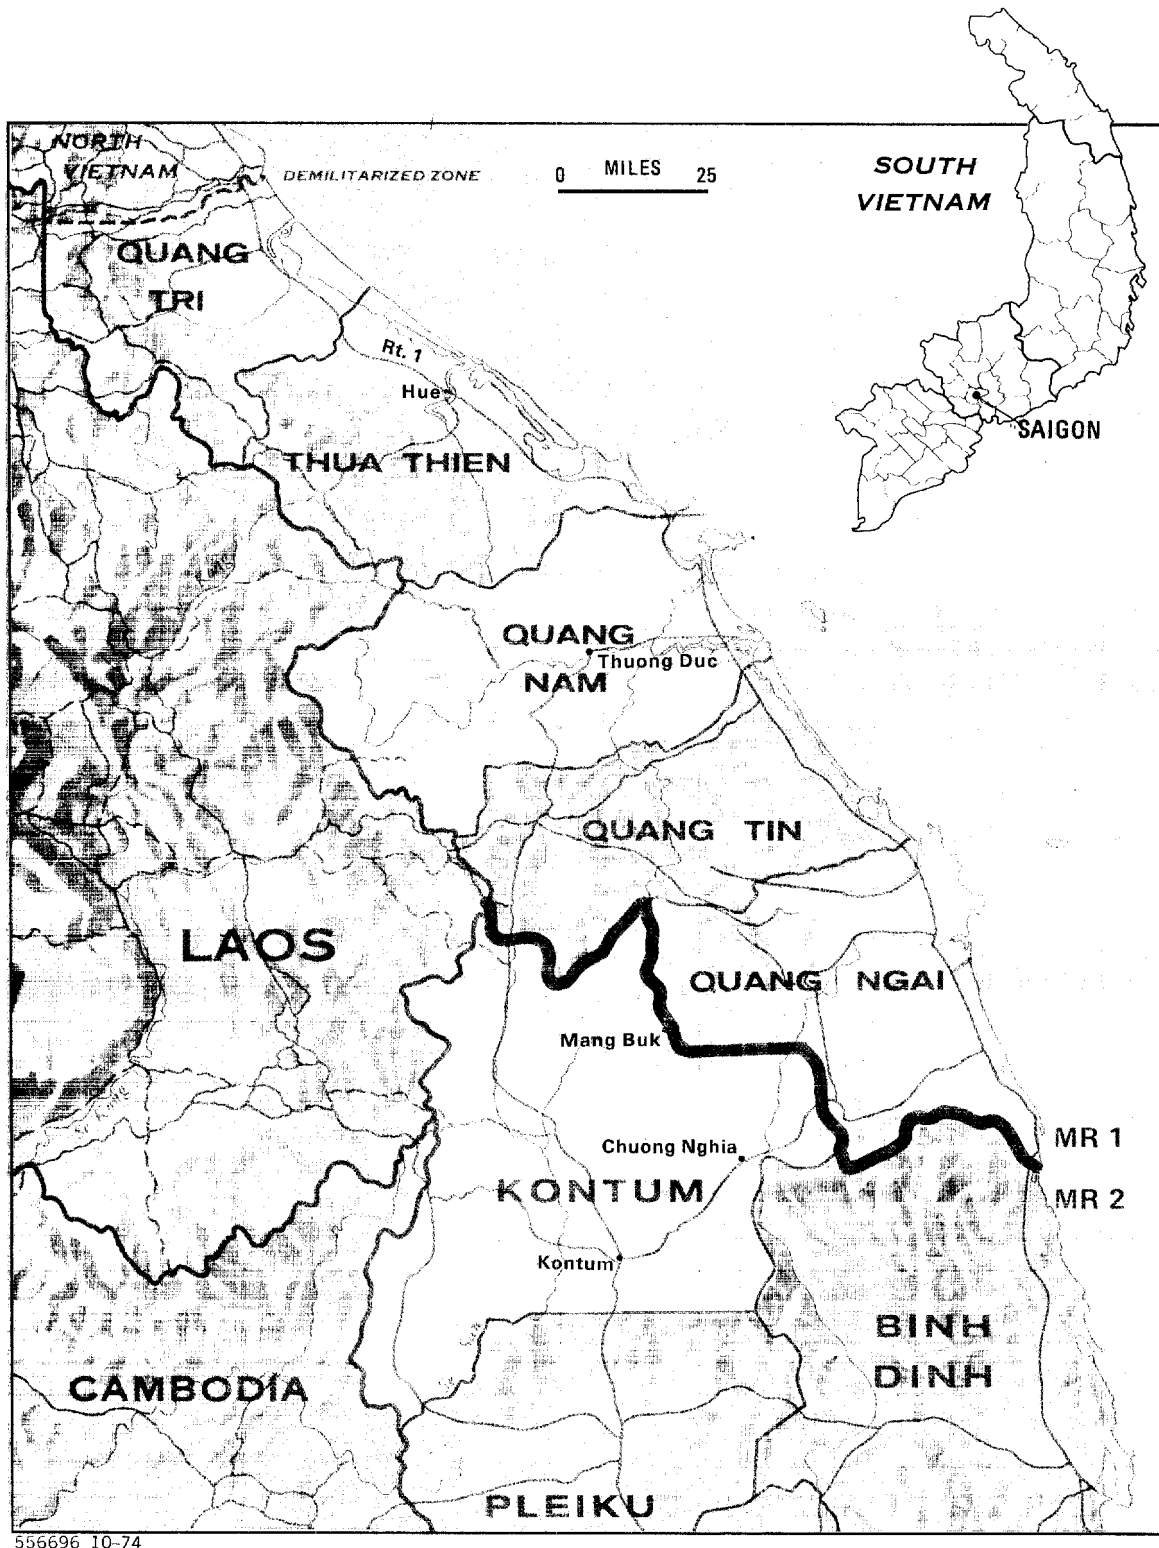 NORTH
VIETNAM
DEMILITARIZED ZONE
0 MILES 25
SOUTH
VIETNAM
QUANG
TRI
Rt. 1
Hue
SAIGON
THUA THIEN
QUANG
Thuong Duc
NAM
QUANG TIN
LAOS
QUANG NGAI
Mang Buk
MR 1
Chuong Nghia
KONTUM
MR 2
Kontum
BINH
DINH
CAMBODIA
PLEIKU
556696 10-74